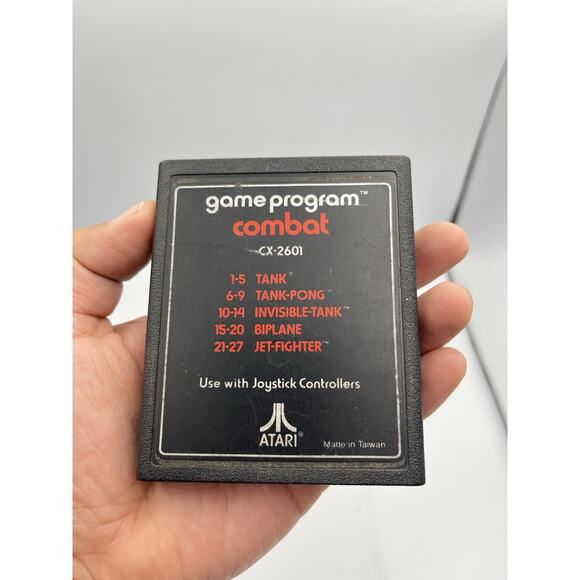 game program™
combat
CX-2601
1-5 TANK®
6-9 TANK-PONG™
10-14 INVISIBLE-TANK™
15-20 BIPLANE
21-27 JET-FIGHTER™
Use with Joystick Controllers
ATARI®
Made in Taiwan